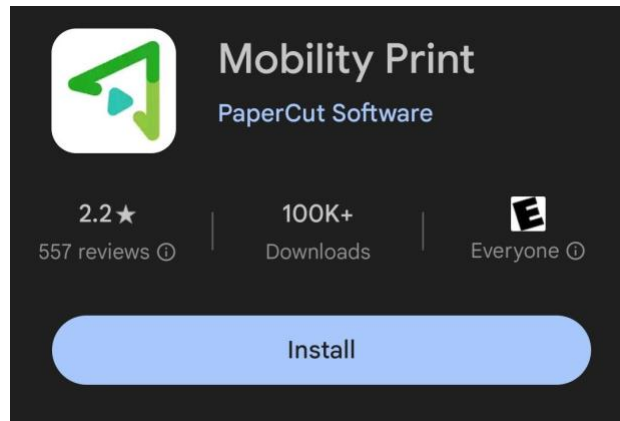 Mobility Print
PaperCut Software
2.2★
557 reviews ⓘ
100K+
Downloads
E
Everyone ⓘ
Install